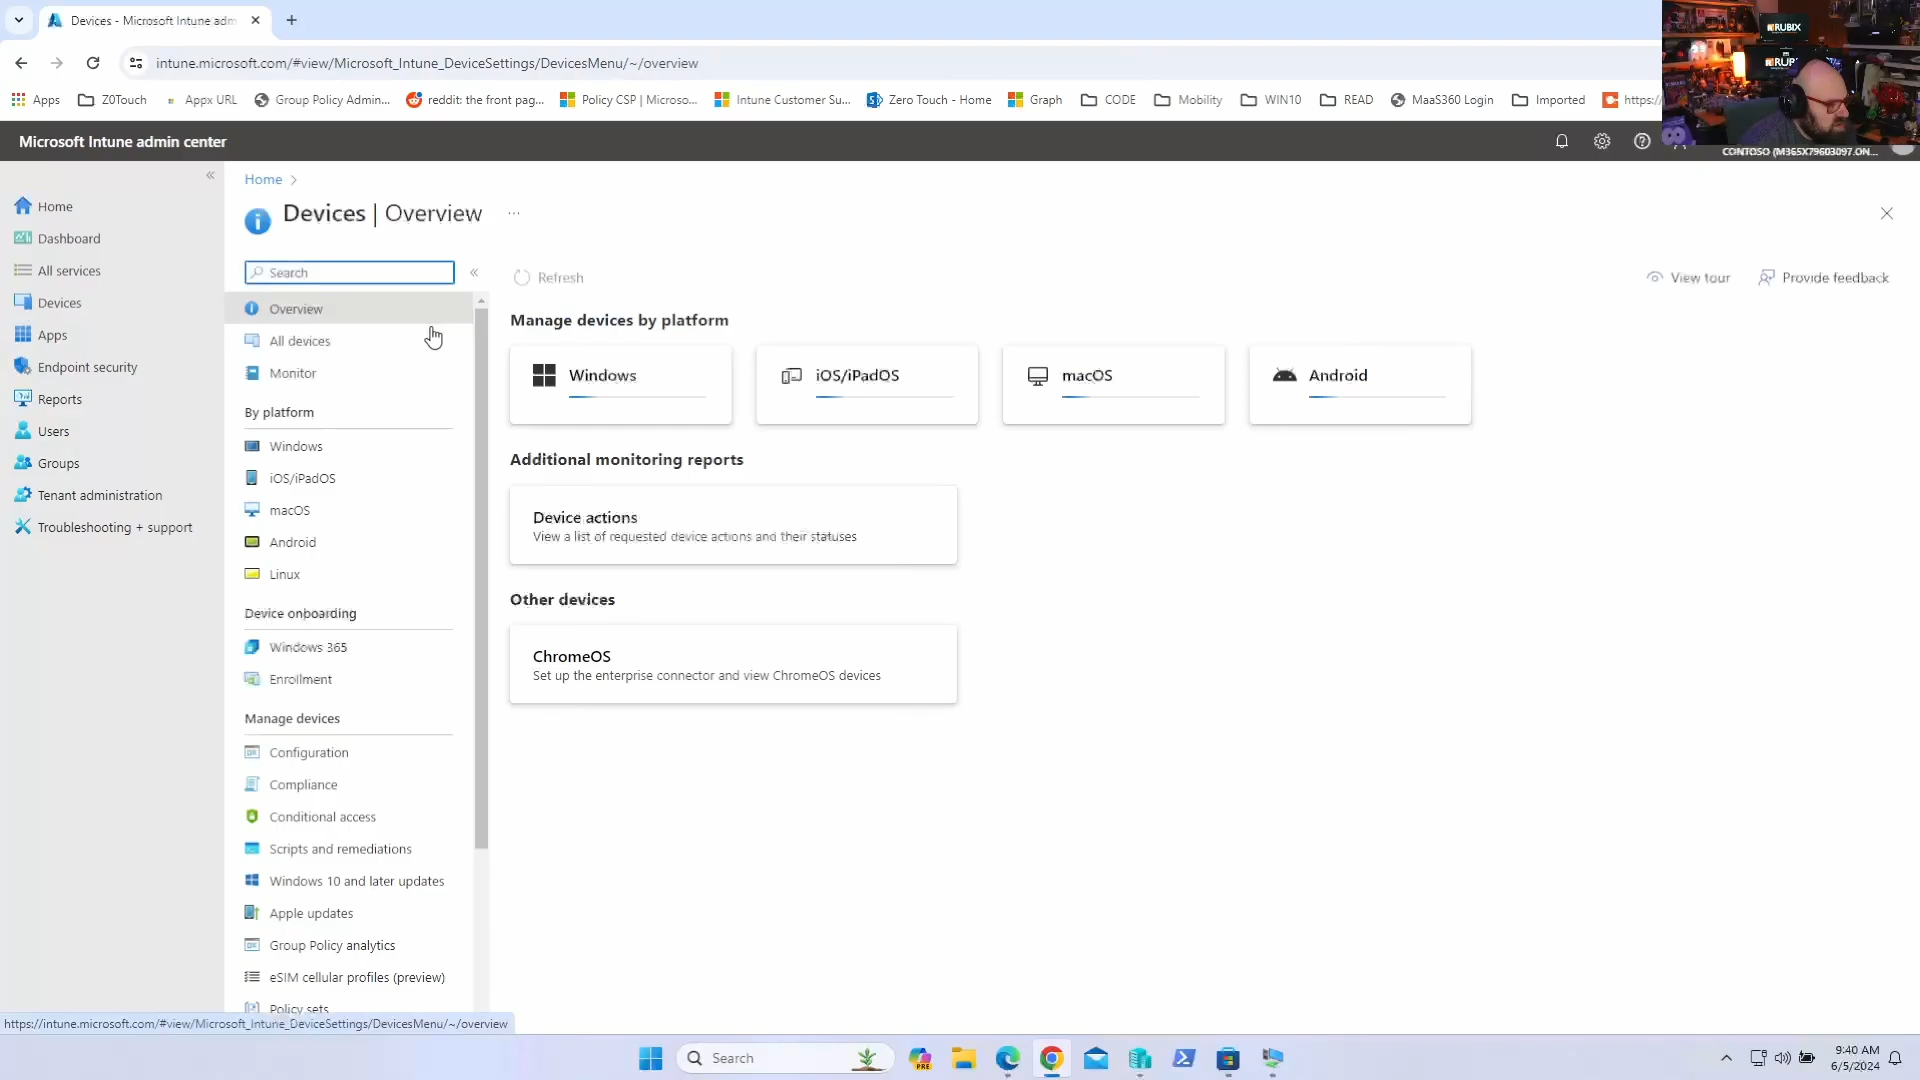 Devices - Microsoft Intune adm
intune.microsoft.com/#view/Microsoft_Intune_DeviceSettings/DevicesMenu/~/overview
Apps
Z0Touch
Appx URL
Group Policy Admin...
reddit: the front pag...
Policy CSP | Microso...
Intune Customer Su...
Zero Touch - Home
Graph
CODE
Mobility
WIN10
READ
MaaS360 Login
Imported
https:/
RUBIX
Microsoft Intune admin center
CONTOSO (M365X79603097.ON...
Home
Dashboard
All services
Devices
Apps
Endpoint security
Reports
Users
Groups
Tenant administration
Troubleshooting + support
Home
Devices | Overview
Search
Overview
All devices
Monitor
By platform
Windows
iOS/iPadOS
macOS
Android
Linux
Device onboarding
Windows 365
Enrollment
Manage devices
Configuration
Compliance
Conditional access
Scripts and remediations
Windows 10 and later updates
Apple updates
Group Policy analytics
eSIM cellular profiles (preview)
Policy sets
Refresh
View tour
Provide feedback
Manage devices by platform
Windows
iOS/iPadOS
macOS
Android
Additional monitoring reports
Device actions
View a list of requested device actions and their statuses
Other devices
ChromeOS
Set up the enterprise connector and view ChromeOS devices
https://intune.microsoft.com/#view/Microsoft_Intune_DeviceSettings/DevicesMenu/~/overview
Search
PRE
9:40 AM
6/5/2024